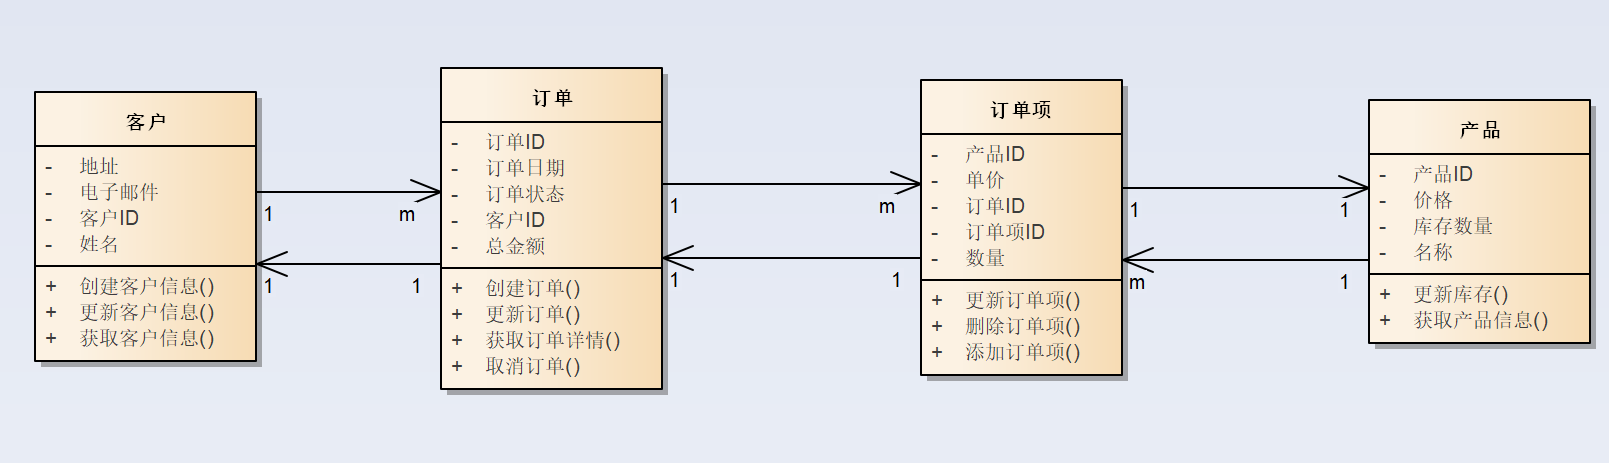 客户
- 地址
- 电子邮件
- 客户ID
- 姓名
+ 创建客户信息()
+ 更新客户信息()
+ 获取客户信息()
1
m
1
1
订单
- 订单ID
- 订单日期
- 订单状态
- 客户ID
- 总金额
+ 创建订单()
+ 更新订单()
+ 获取订单详情()
+ 取消订单()
1
m
1
1
订单项
- 产品ID
- 单价
- 订单ID
- 订单项ID
- 数量
+ 更新订单项()
+ 删除订单项()
+ 添加订单项()
1
1
m
1
产品
- 产品ID
- 价格
- 库存数量
- 名称
+ 更新库存()
+ 获取产品信息()